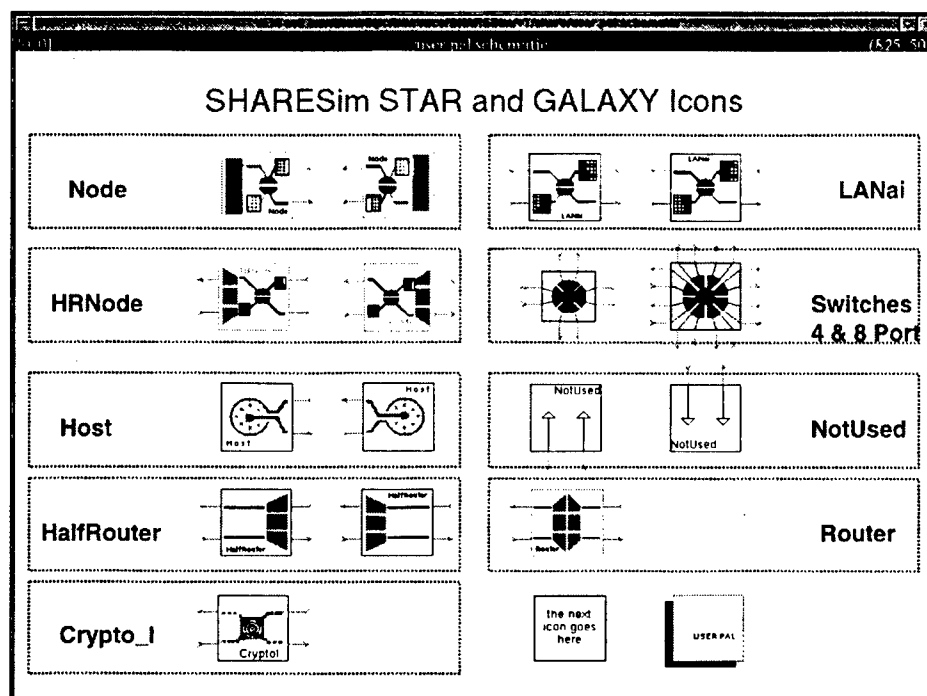 user.pal:schematic
SHARESim STAR and GALAXY Icons
Node
Node
Node
LANai
LANai
LANai
HRNode
Switches
4 & 8 Port
Host
Host
Host
NotUsed
NotUsed
NotUsed
HalfRouter
HalfRouter
HalfRouter
Router
Router
Crypto_I
CryptoI
the next
icon goes
here
USER PAL